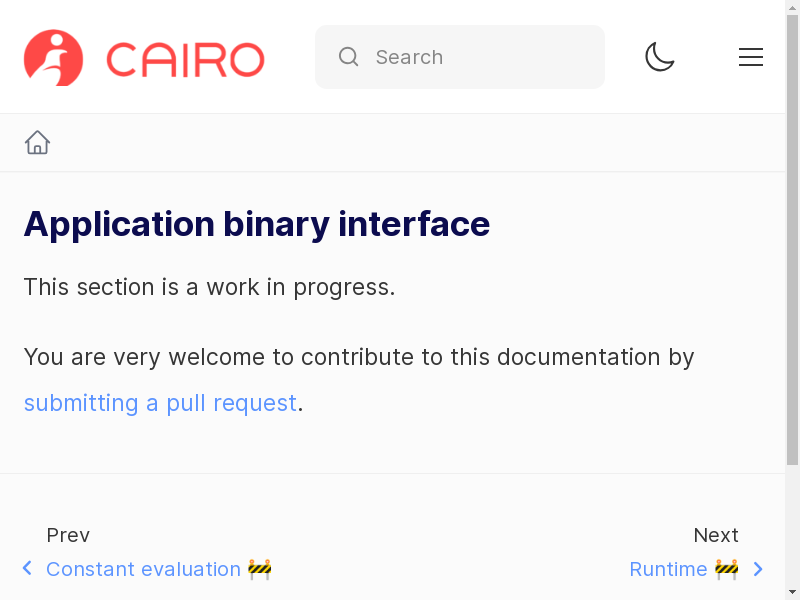 CAIRO
Search
Application binary interface
This section is a work in progress.
You are very welcome to contribute to this documentation by
submitting a pull request.
Prev
Next
Constant evaluation 🚧
Runtime 🚧